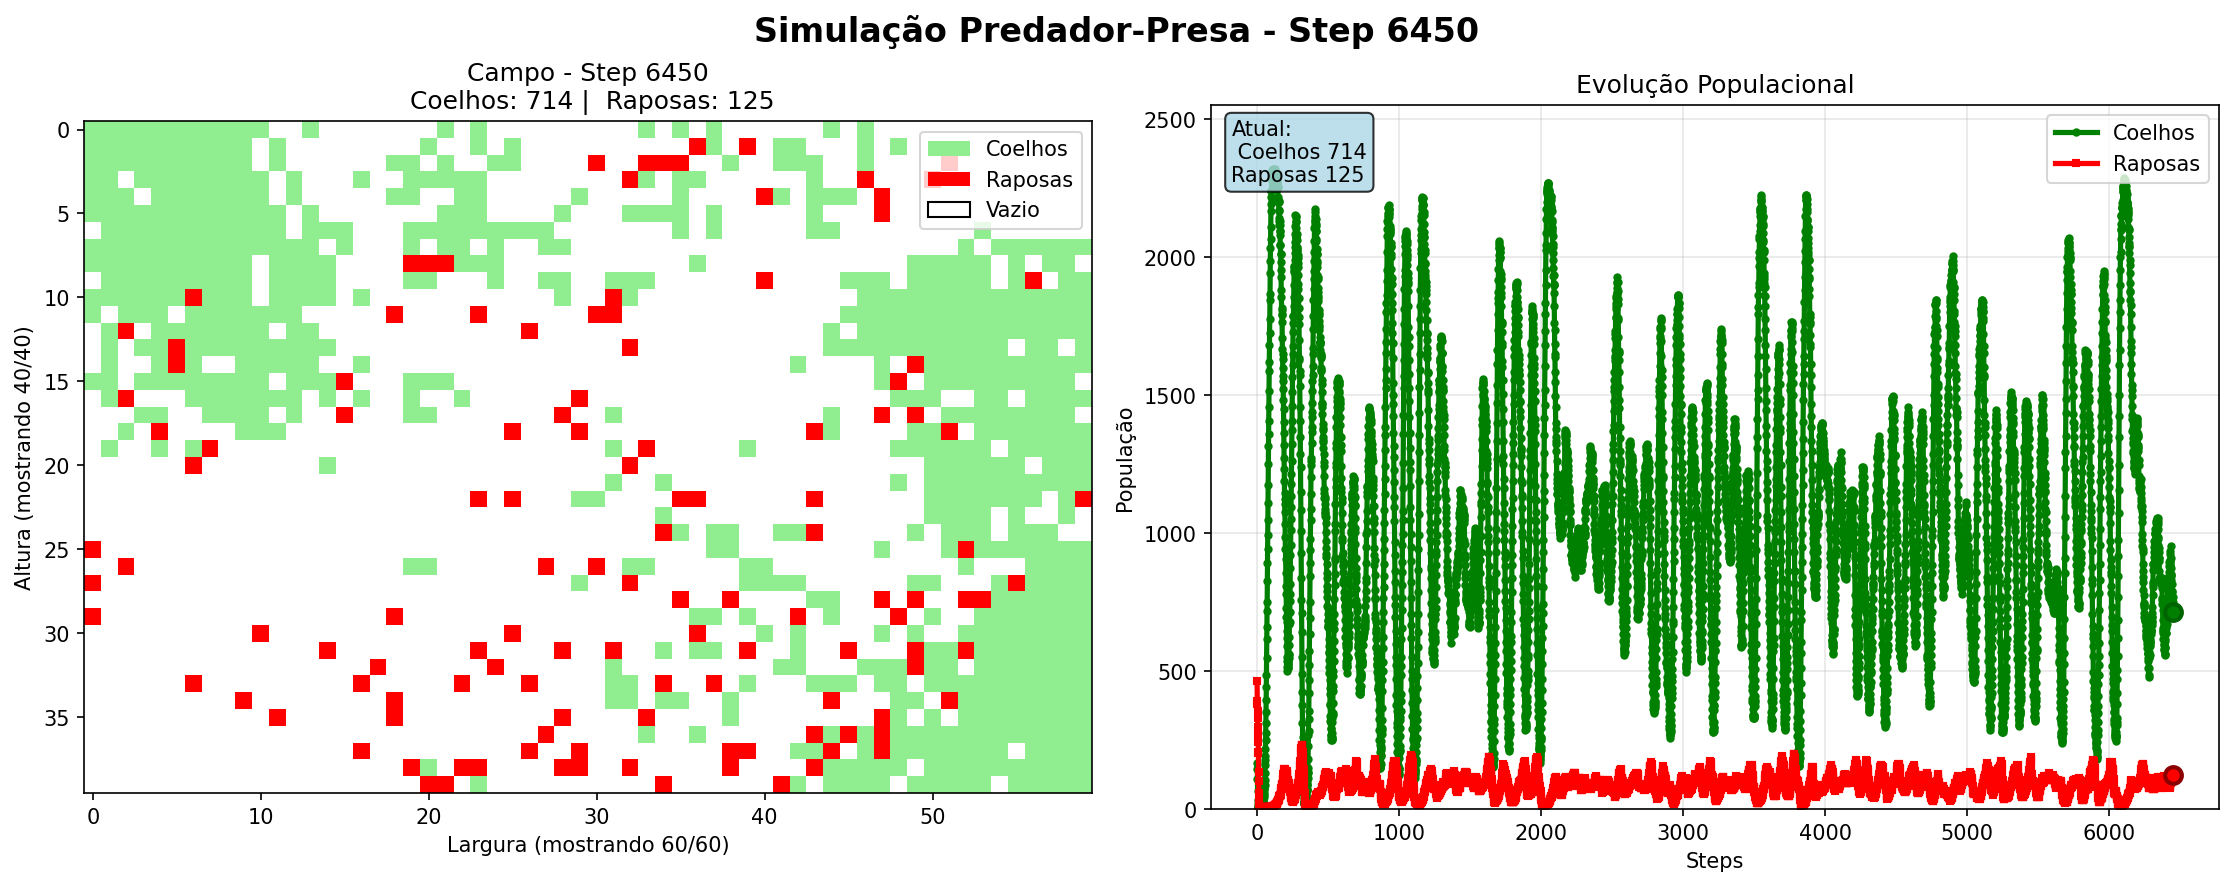 Simulação Predador-Presa - Step 6450
Campo - Step 6450
Coelhos: 714 |  Raposas: 125
Coelhos
Raposas
Vazio
0
5
10
15
20
25
30
35
Altura (mostrando 40/40)
0
10
20
30
40
50
Largura (mostrando 60/60)
Evolução Populacional
Atual:
Coelhos 714
Raposas 125
Coelhos
Raposas
2500
2000
1500
1000
500
0
População
0
1000
2000
3000
4000
5000
6000
Steps